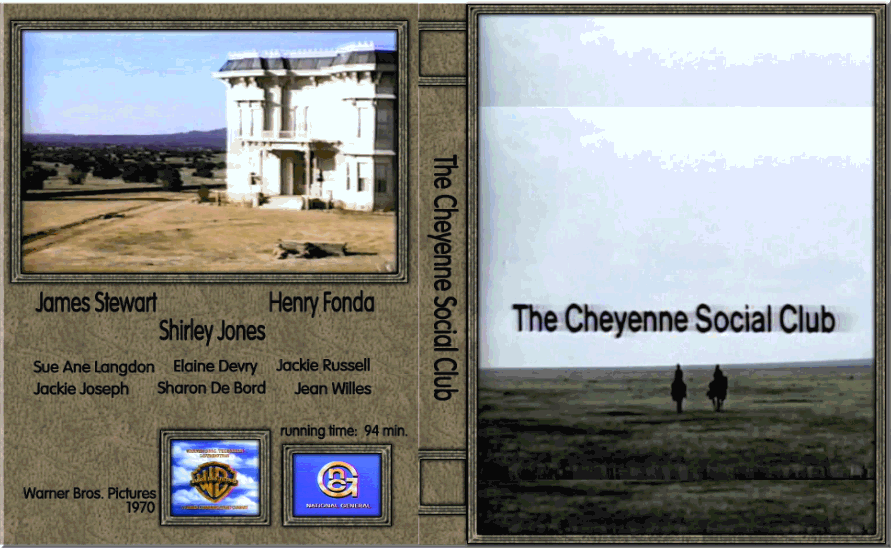 James Stewart
Henry Fonda
Shirley Jones
Sue Ane Langdon
Elaine Devry
Jackie Russell
Jackie Joseph
Sharon De Bord
Jean Willes
running time: 94 min.
Warner Bros. Pictures
1970
WB
ncG
NATIONAL GENERAL
The Cheyenne Social Club
The Cheyenne Social Club